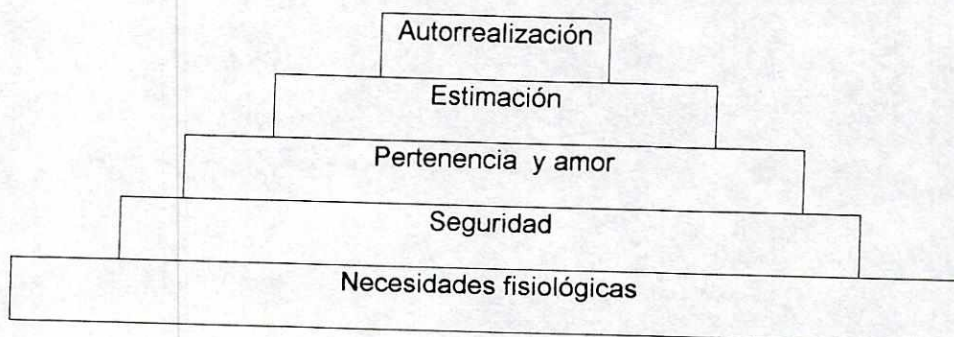 Autorrealización
Estimación
Pertenencia y amor
Seguridad
Necesidades fisiológicas